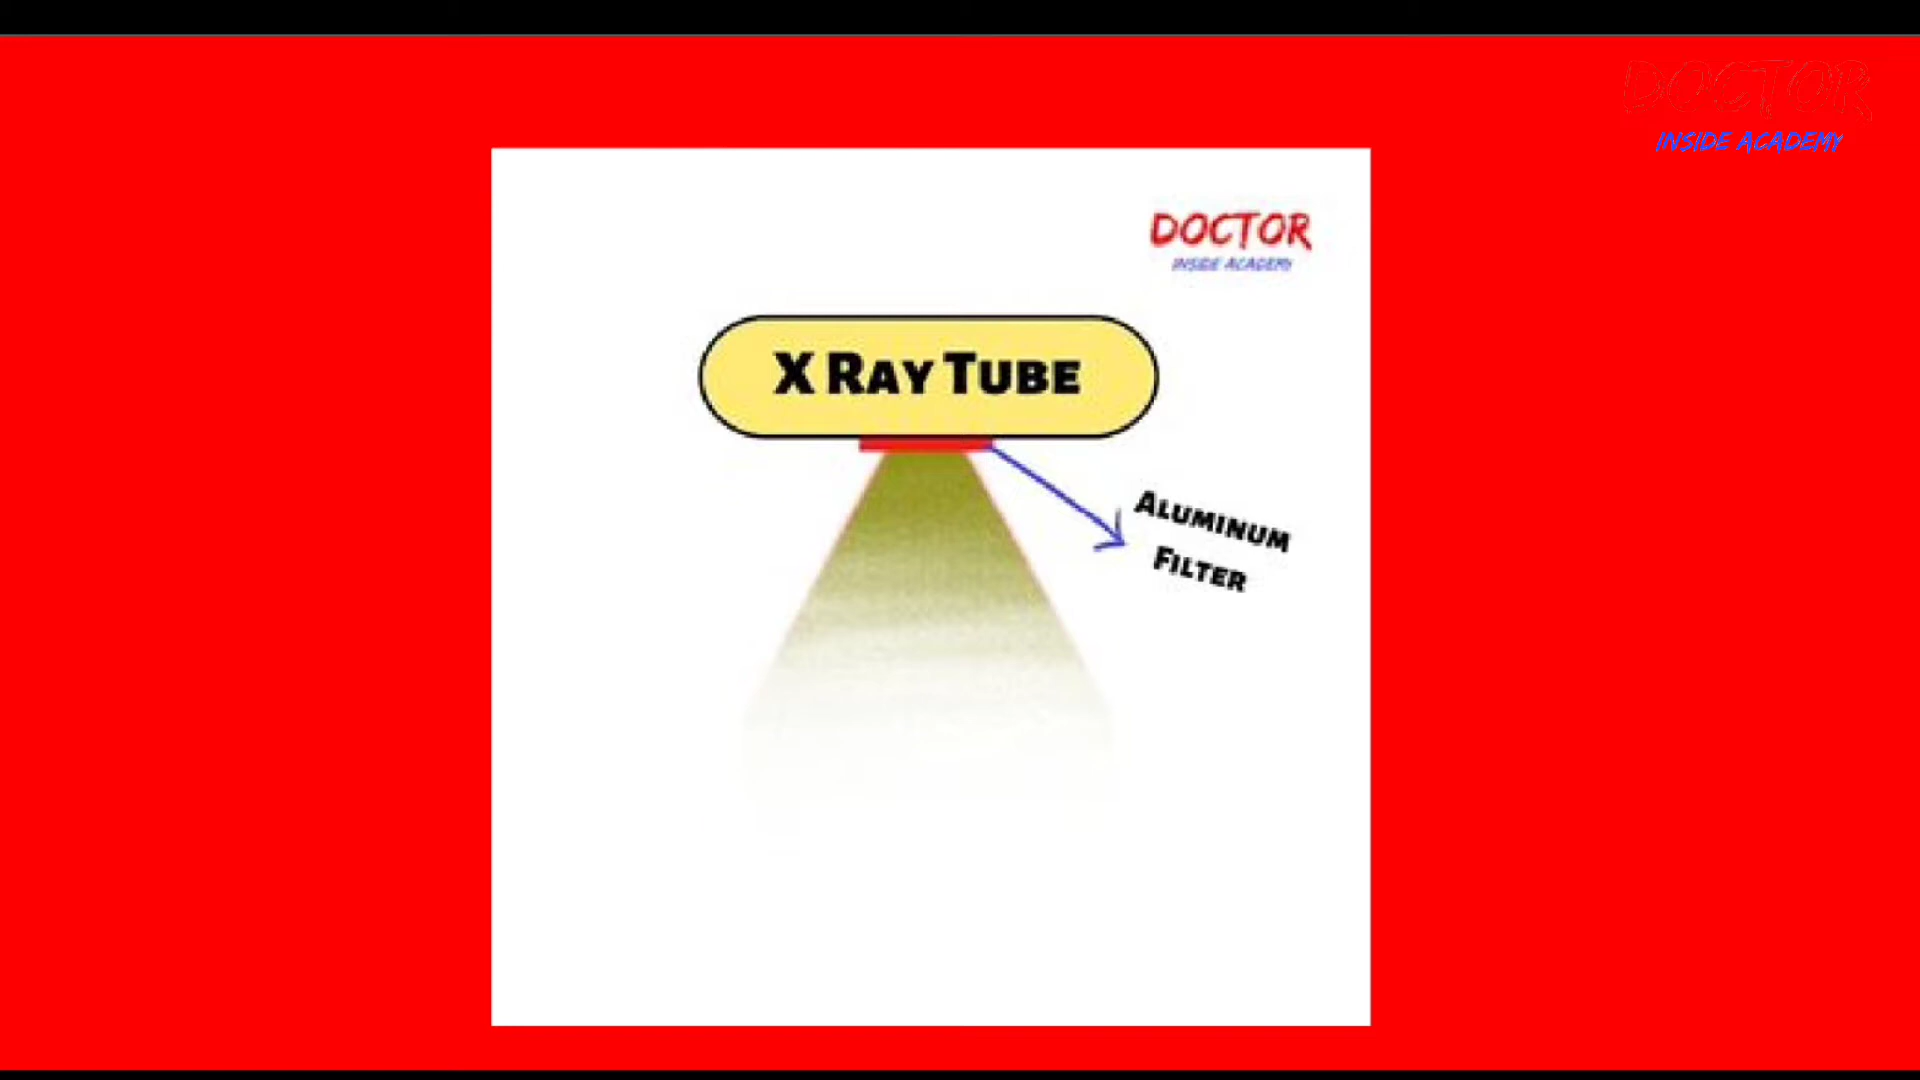 DOCTOR
INSIDE ACADEMY
DOCTOR
INSIDE ACADEMY
X RAY TUBE
ALUMINUM
FILTER